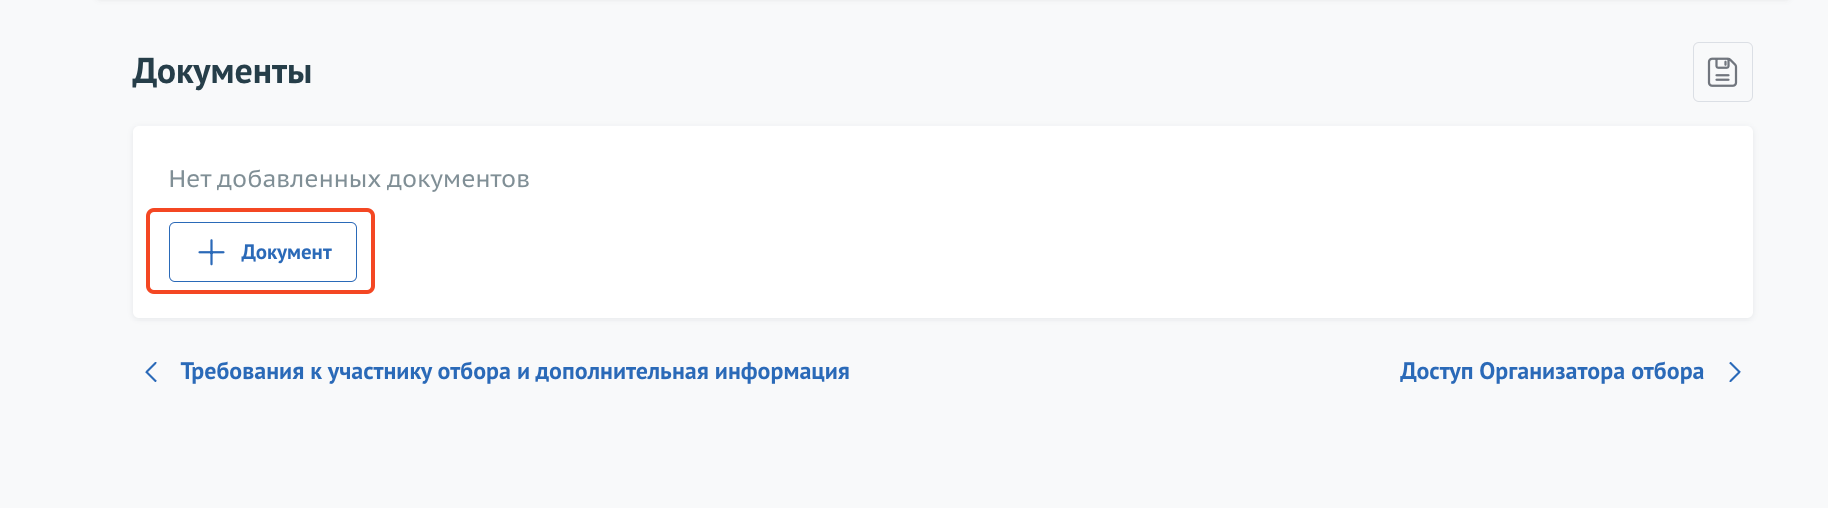 Документы
Нет добавленных документов
Документ
Требования к участнику отбора и дополнительная информация
Доступ Организатора отбора